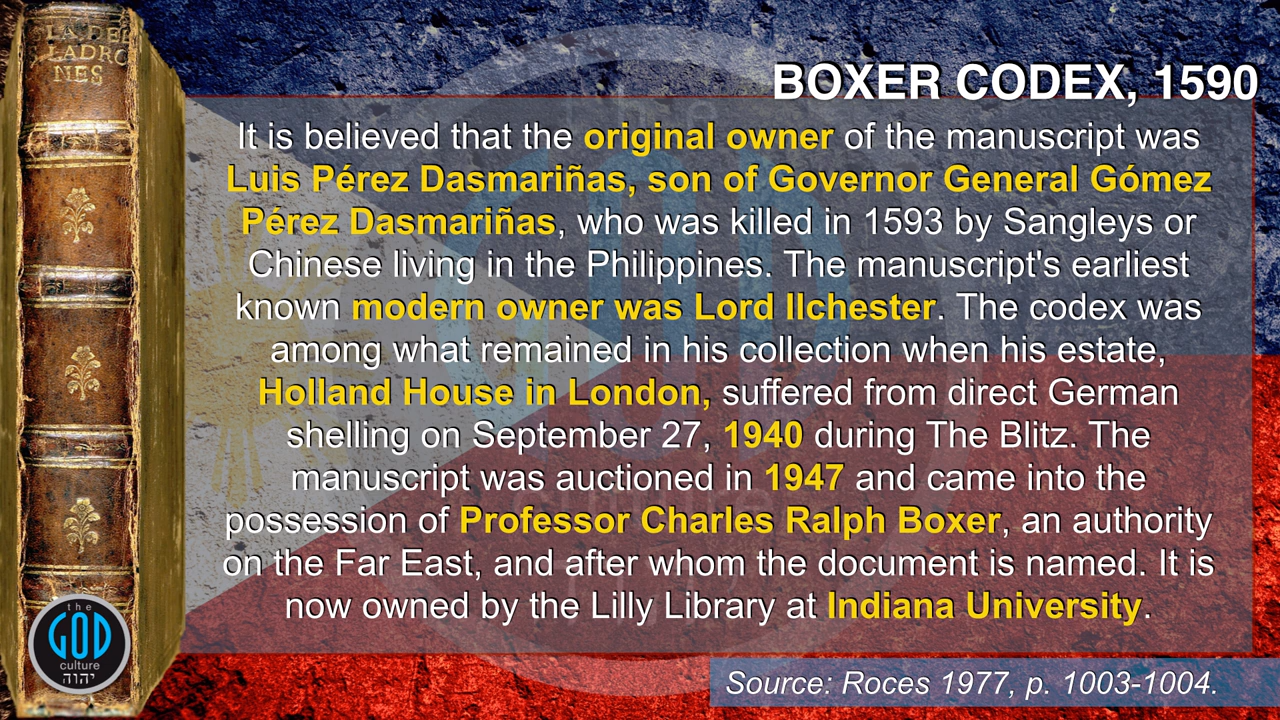 LA DE
LADRO
NES
BOXER CODEX, 1590
It is believed that the original owner of the manuscript was
Luis Pérez Dasmariñas, son of Governor General Gómez
Pérez Dasmariñas, who was killed in 1593 by Sangleys or
Chinese living in the Philippines. The manuscript's earliest
known modern owner was Lord Ilchester. The codex was
among what remained in his collection when his estate,
Holland House in London, suffered from direct German
shelling on September 27, 1940 during The Blitz. The
manuscript was auctioned in 1947 and came into the
possession of Professor Charles Ralph Boxer, an authority
on the Far East, and after whom the document is named. It is
now owned by the Lilly Library at Indiana University.
the
GOD
culture
יהוה
Source: Roces 1977, p. 1003-1004.